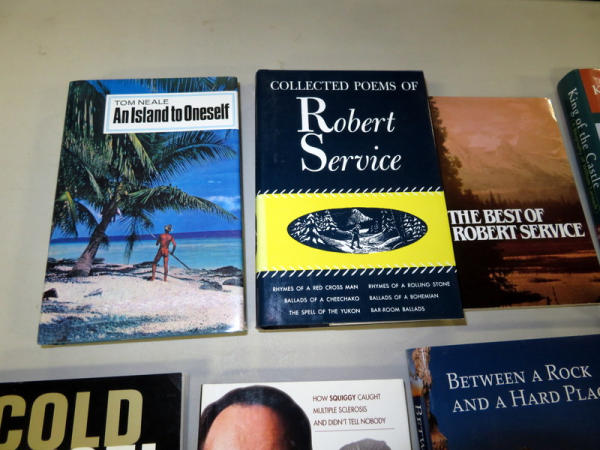 TOM NEALE
An Island to Oneself
COLLECTED POEMS OF
Robert
Service
RHYMES OF A RED CROSS MAN
RHYMES OF A ROLLING STONE
BALLADS OF A CHEECHAKO
BALLADS OF A BOHEMIAN
THE SPELL OF THE YUKON
BAR-ROOM BALLADS
THE BEST OF
ROBERT SERVICE
King of the Castle
COLD
HOW SQUIGGY CAUGHT
MULTIPLE SCLEROSIS
AND DIDN'T TELL NOBODY
BETWEEN A ROCK
AND A HARD PLAC